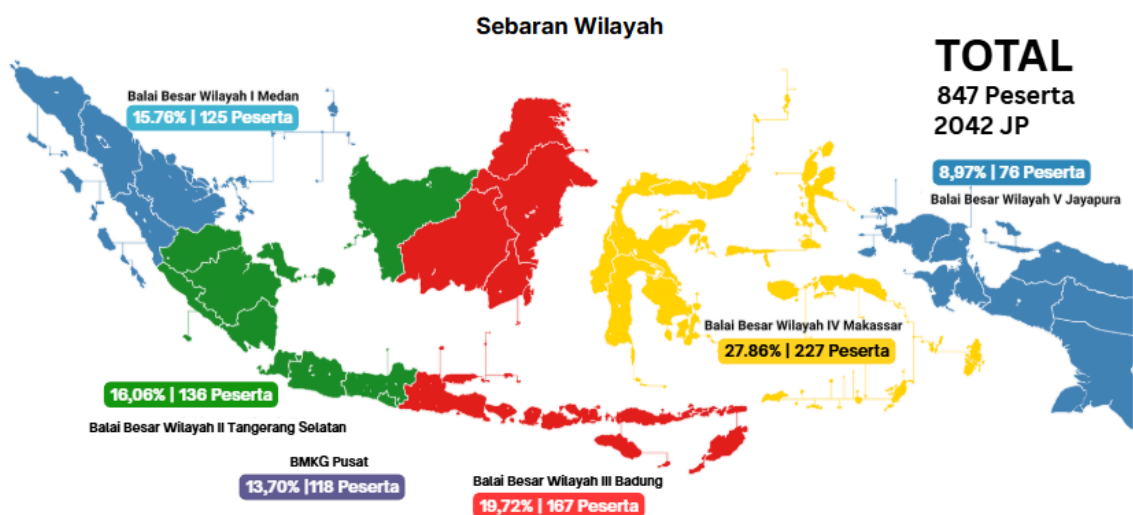 Sebaran Wilayah
TOTAL
847 Peserta
2042 JP
Balai Besar Wilayah I Medan
15.76% | 125 Peserta
8,97% | 76 Peserta
Balai Besar Wilayah V Jayapura
Balai Besar Wilayah IV Makassar
27.86% | 227 Peserta
16,06% | 136 Peserta
Balai Besar Wilayah II Tangerang Selatan
BMKG Pusat
13,70% |118 Peserta
Balai Besar Wilayah III Badung
19,72% | 167 Peserta